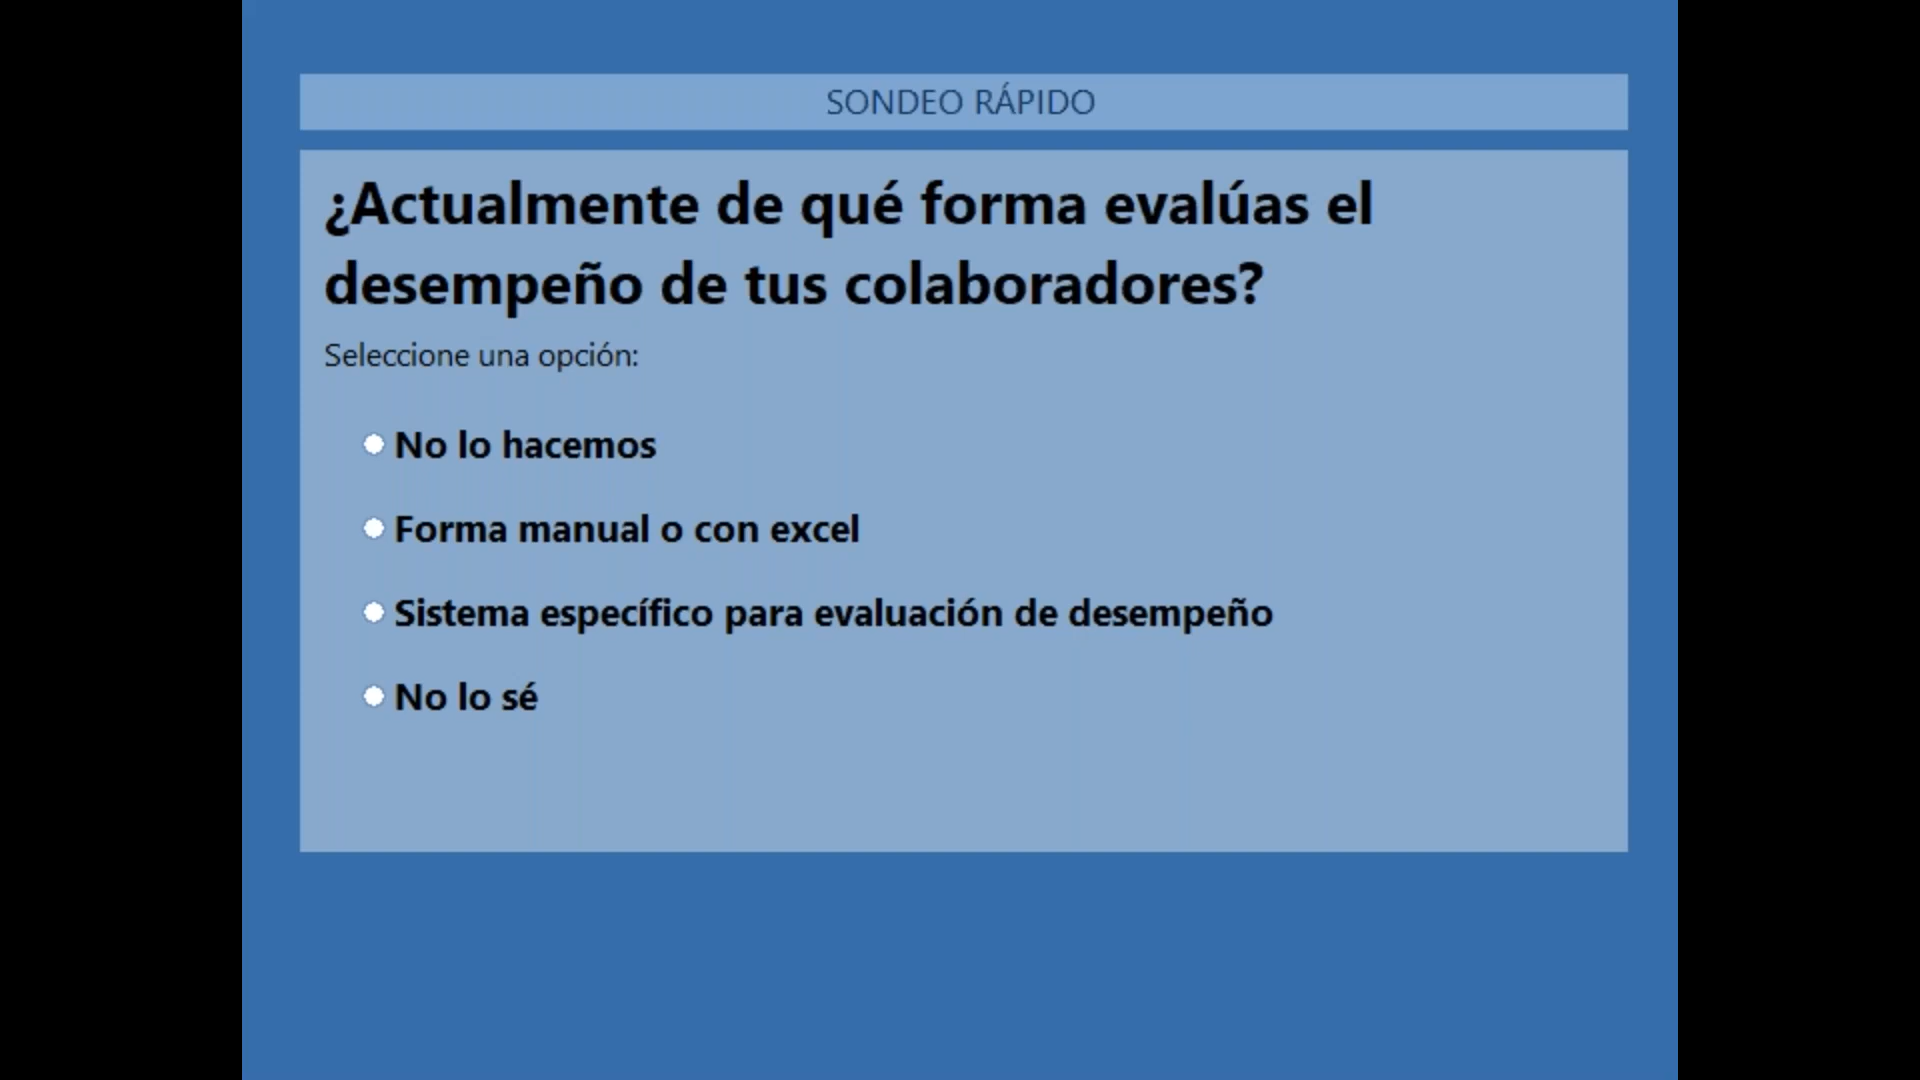 SONDEO RÁPIDO
¿Actualmente de qué forma evalúas el
desempeño de tus colaboradores?
Seleccione una opción:
No lo hacemos
Forma manual o con excel
Sistema específico para evaluación de desempeño
No lo sé